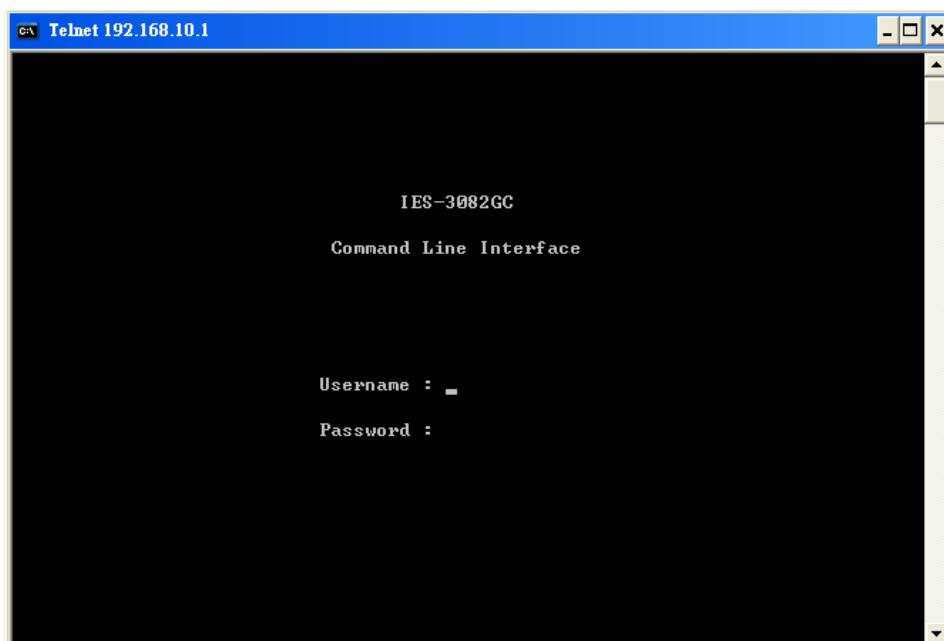 Telnet 192.168.10.1
IES-3082GC
Command Line Interface
Username : _
Password :